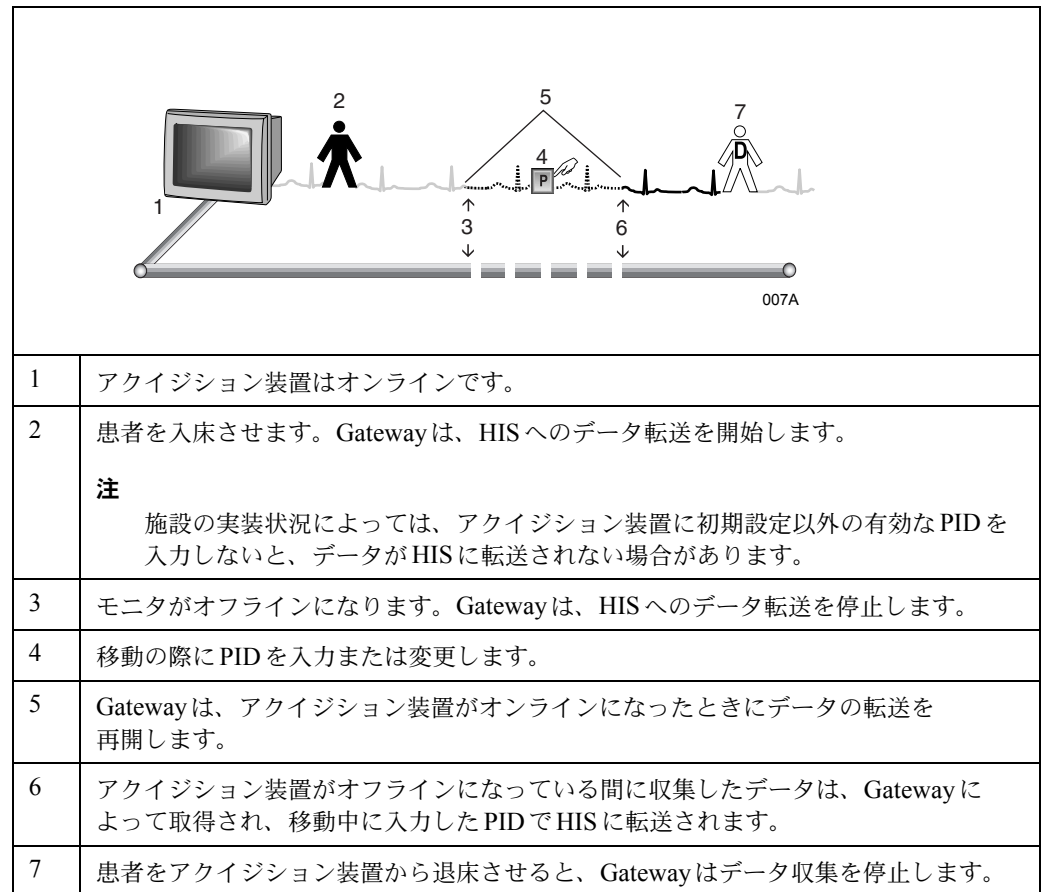 2
5
7
4
D
P
1
3
6
007A
1 アクイジション装置はオンラインです。
2 患者を入床させます。Gatewayは、HISへのデータ転送を開始します。
注
施設の実装状況によっては、アクイジション装置に初期設定以外の有効なPIDを
入力しないと、データがHISに転送されない場合があります。
3 モニタがオフラインになります。Gatewayは、HISへのデータ転送を停止します。
4 移動の際にPIDを入力または変更します。
5 Gatewayは、アクイジション装置がオンラインになったときにデータの転送を
再開します。
6 アクイジション装置がオフラインになっている間に収集したデータは、Gatewayに
よって取得され、移動中に入力したPIDでHISに転送されます。
7 患者をアクイジション装置から退床させると、Gatewayはデータ収集を停止します。